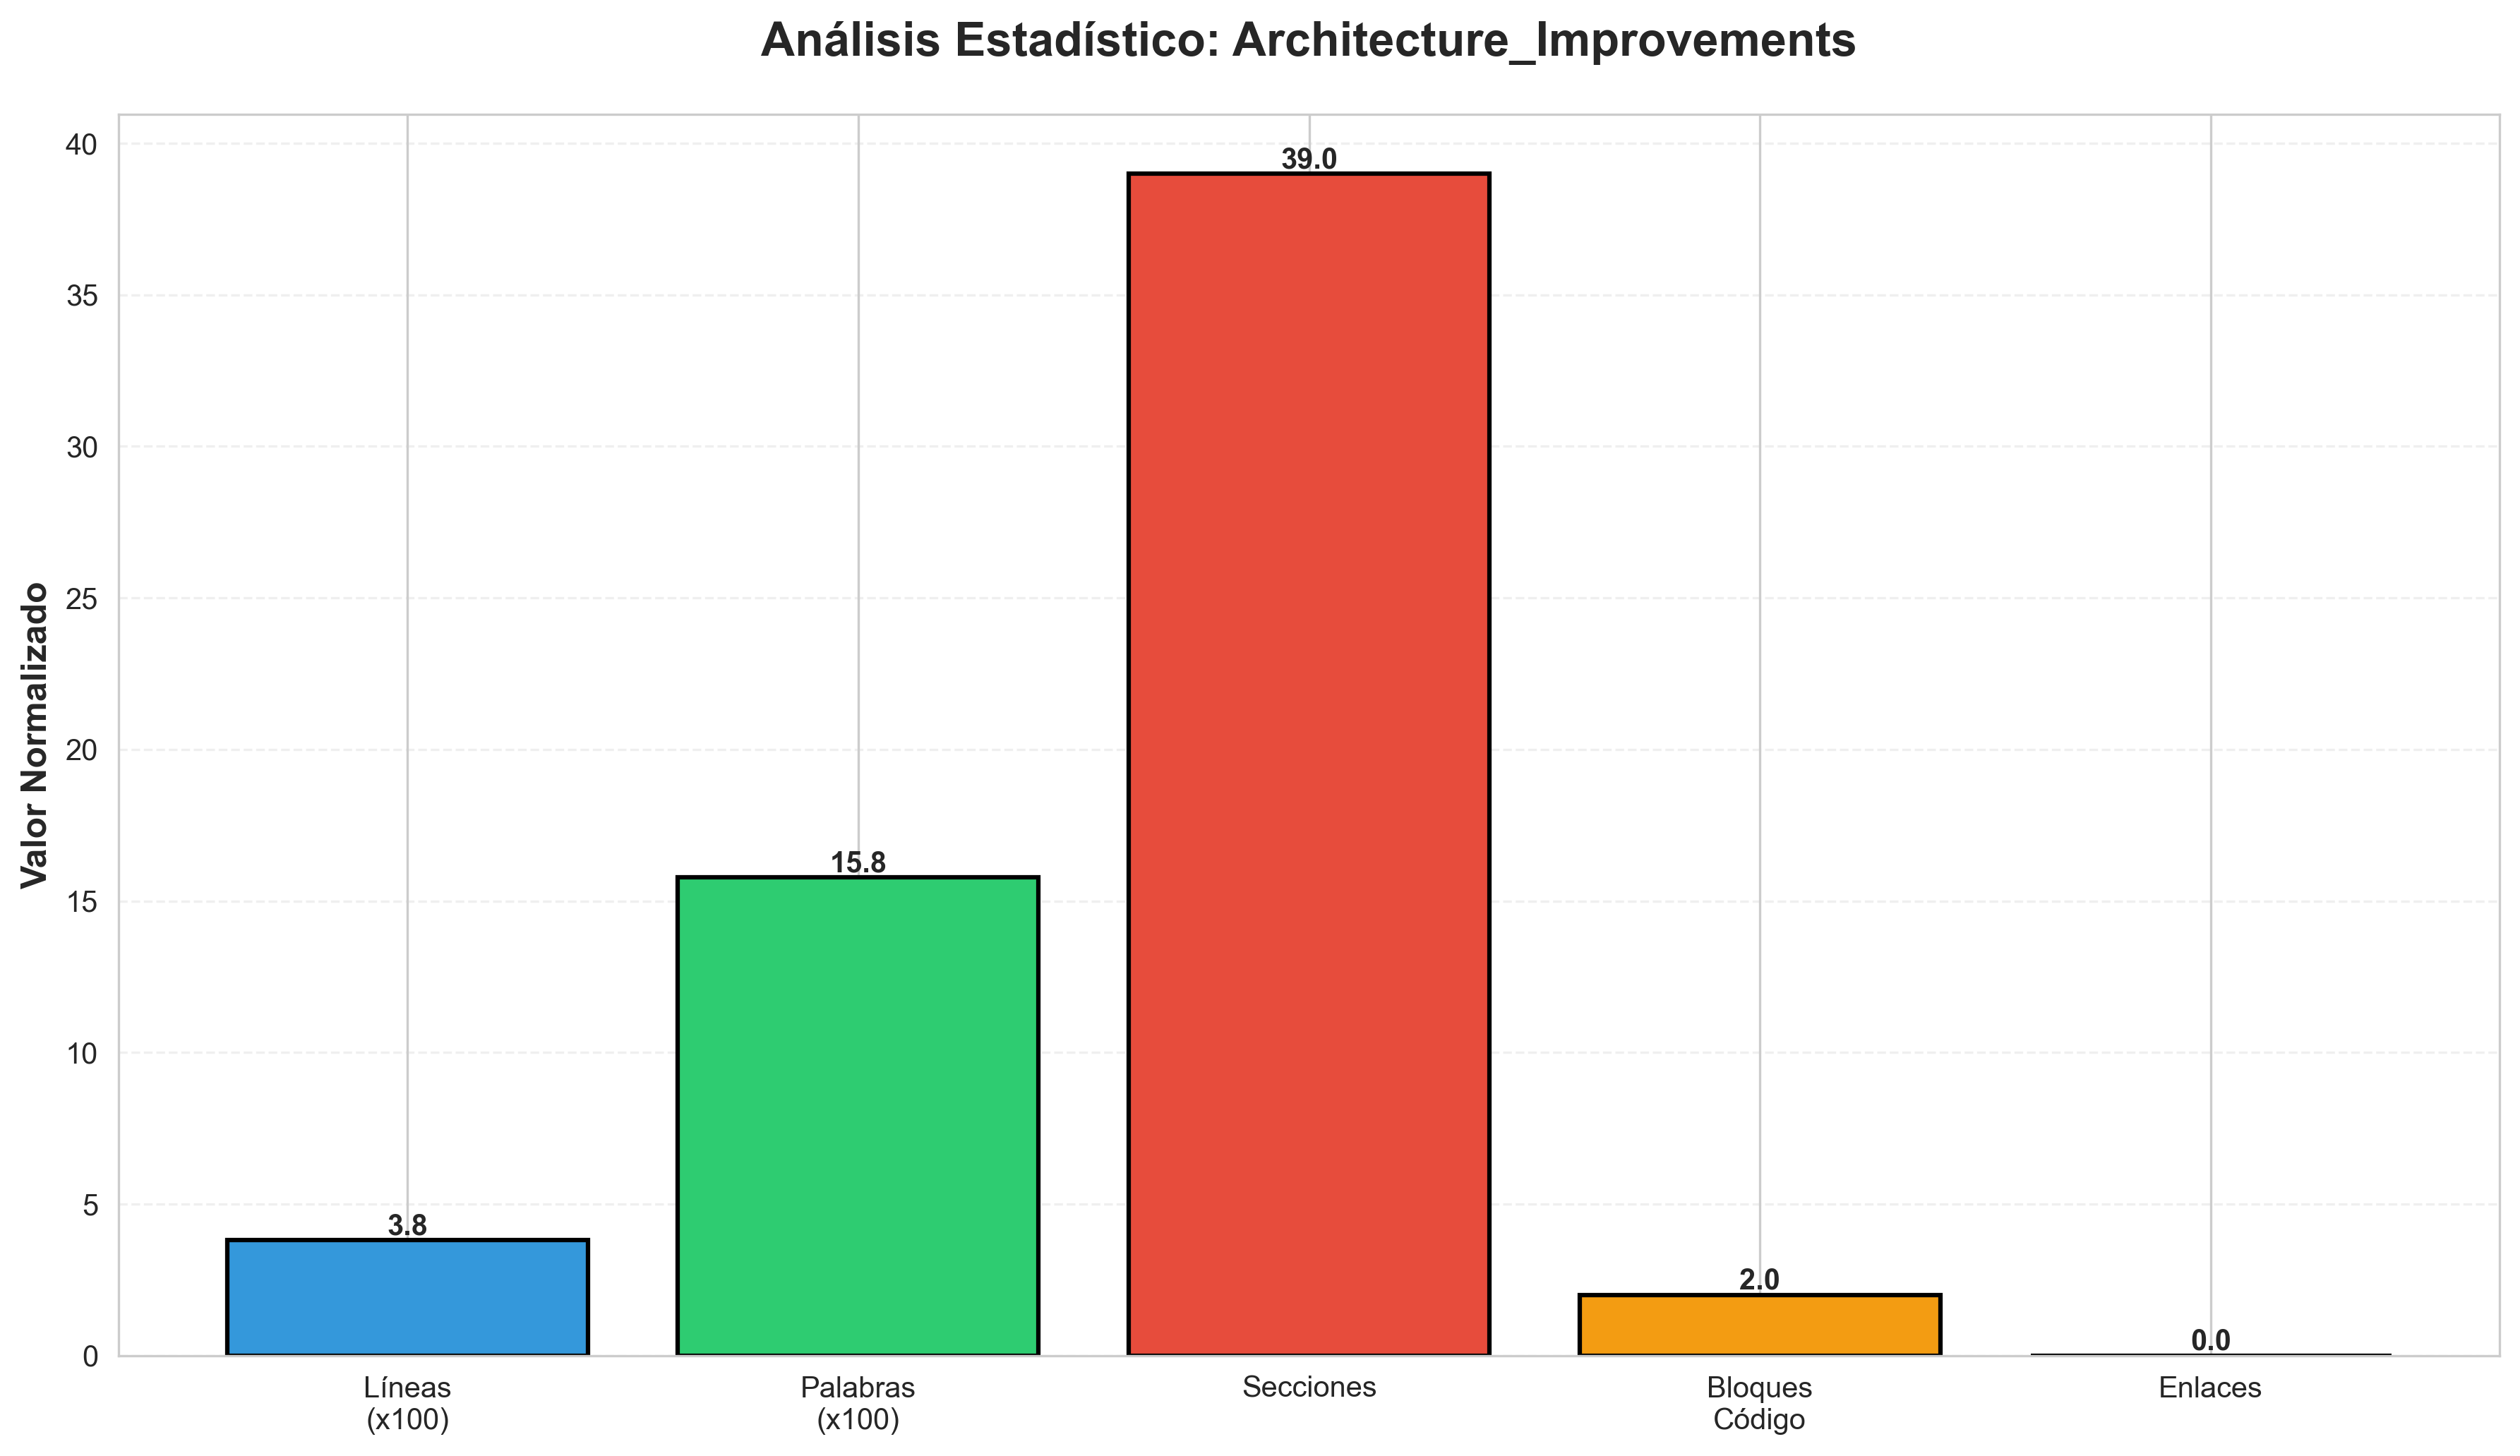 Análisis Estadístico: Architecture_Improvements
Valor Normalizado
40
35
30
25
20
15
10
5
0
3.8
15.8
39.0
2.0
0.0
Líneas
(x100)
Palabras
(x100)
Secciones
Bloques
Código
Enlaces